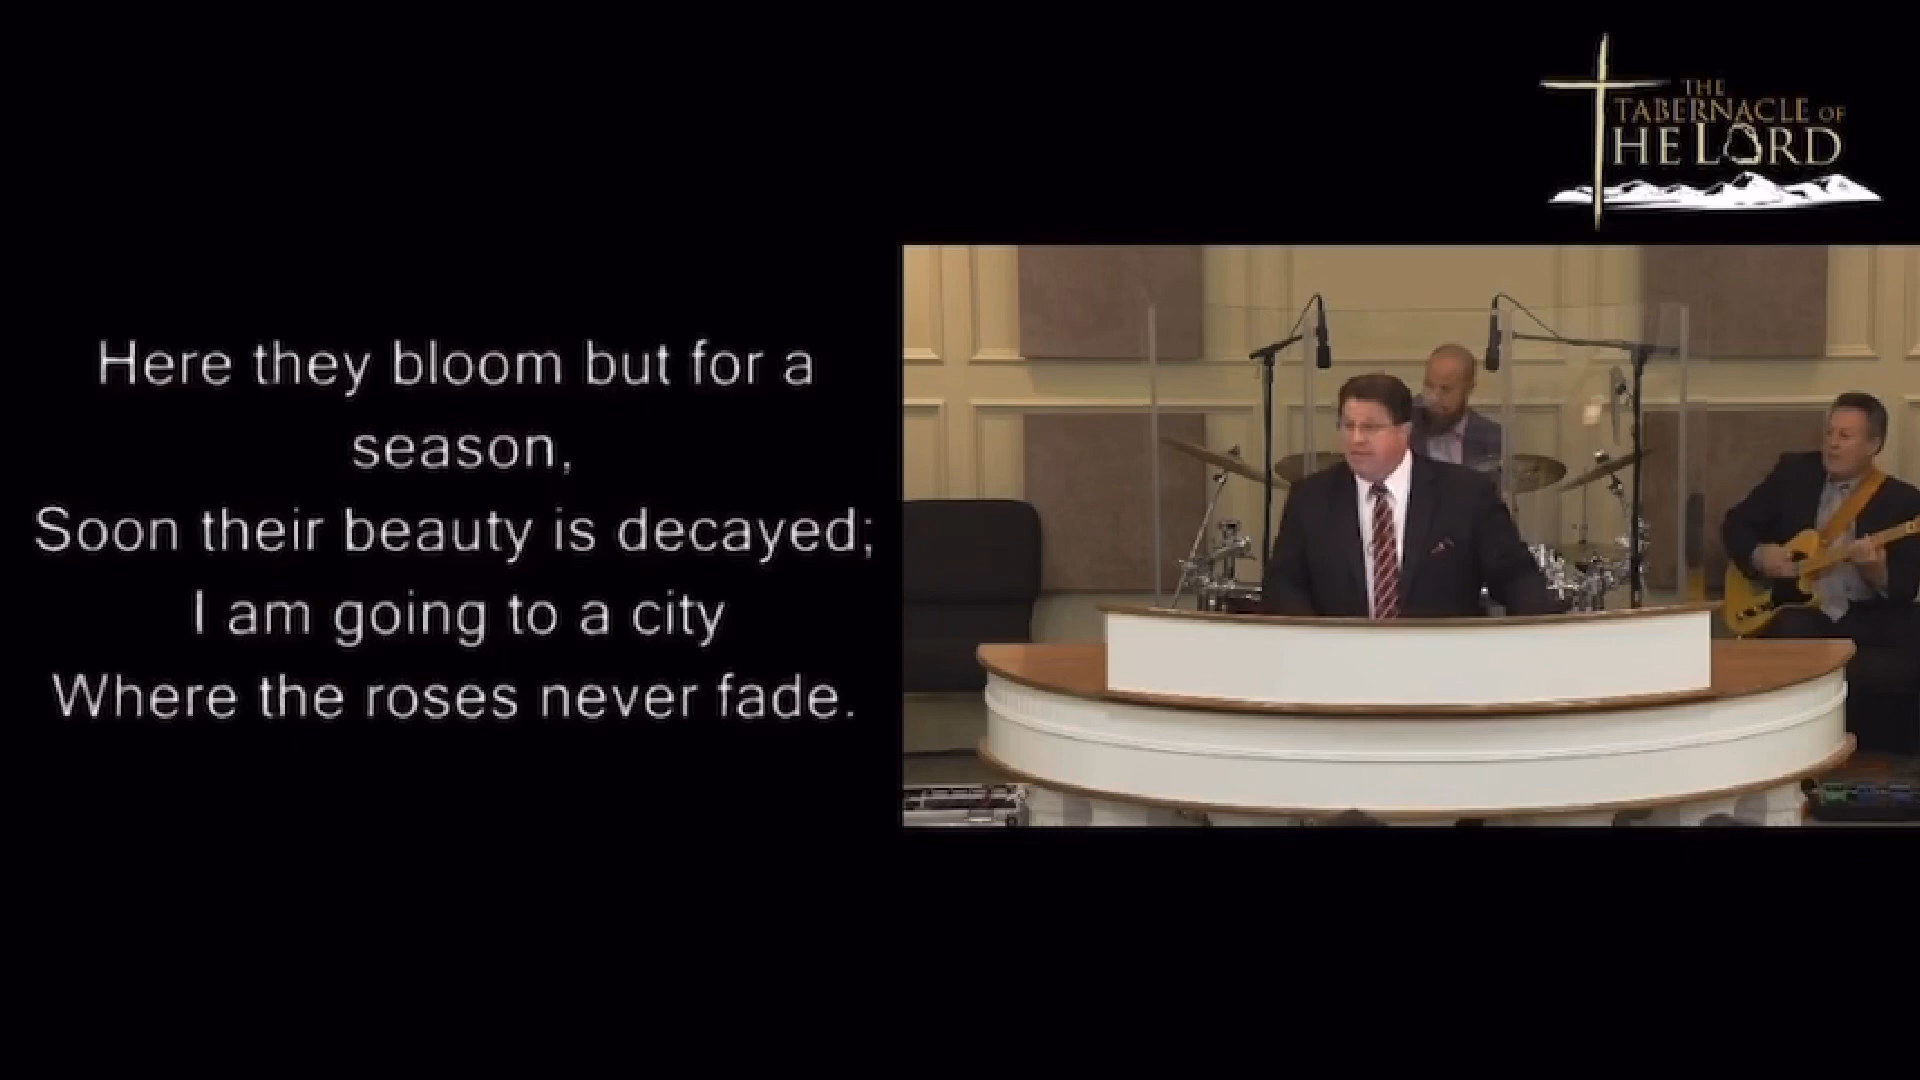 THE
TABERNACLE OF
THE LORD
Here they bloom but for a
season,
Soon their beauty is decayed;
I am going to a city
Where the roses never fade.